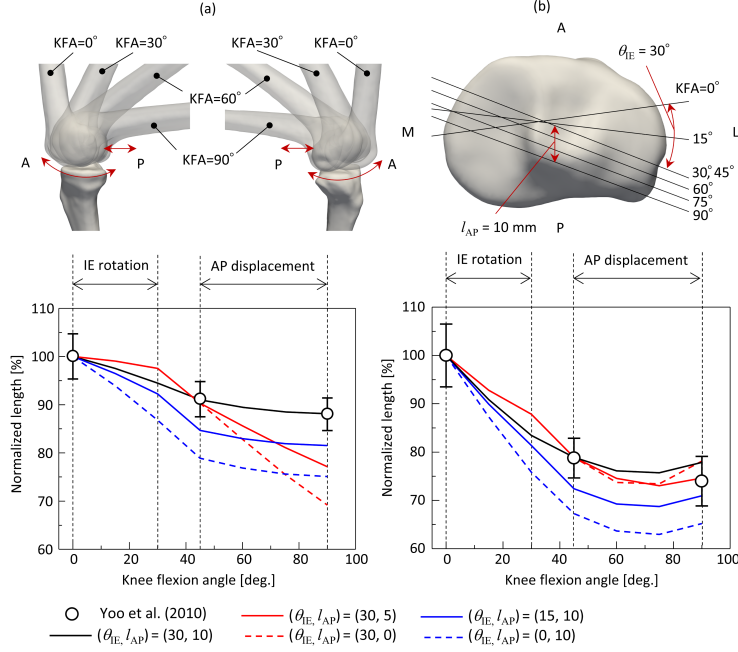 (a)
KFA=0° KFA=30° KFA=30° KFA=0°
KFA=60°
KFA=90°
A P P A
(b)
A
θIE = 30°
KFA=0°
M L
15°
30, 45°
60°
75°
90°
lAP = 10 mm
P
IE rotation AP displacement
110
100
90
80
70
60
Normalized length [%]
0 20 40 60 80 100
Knee flexion angle [deg.]
IE rotation AP displacement
110
100
90
80
70
60
Normalized length [%]
0 20 40 60 80 100
Knee flexion angle [deg.]
Yoo et al. (2010) (θIE, lAP) = (30, 5) (θIE, lAP) = (15, 10)
(θIE, lAP) = (30, 10) (θIE, lAP) = (30, 0) (θIE, lAP) = (0, 10)